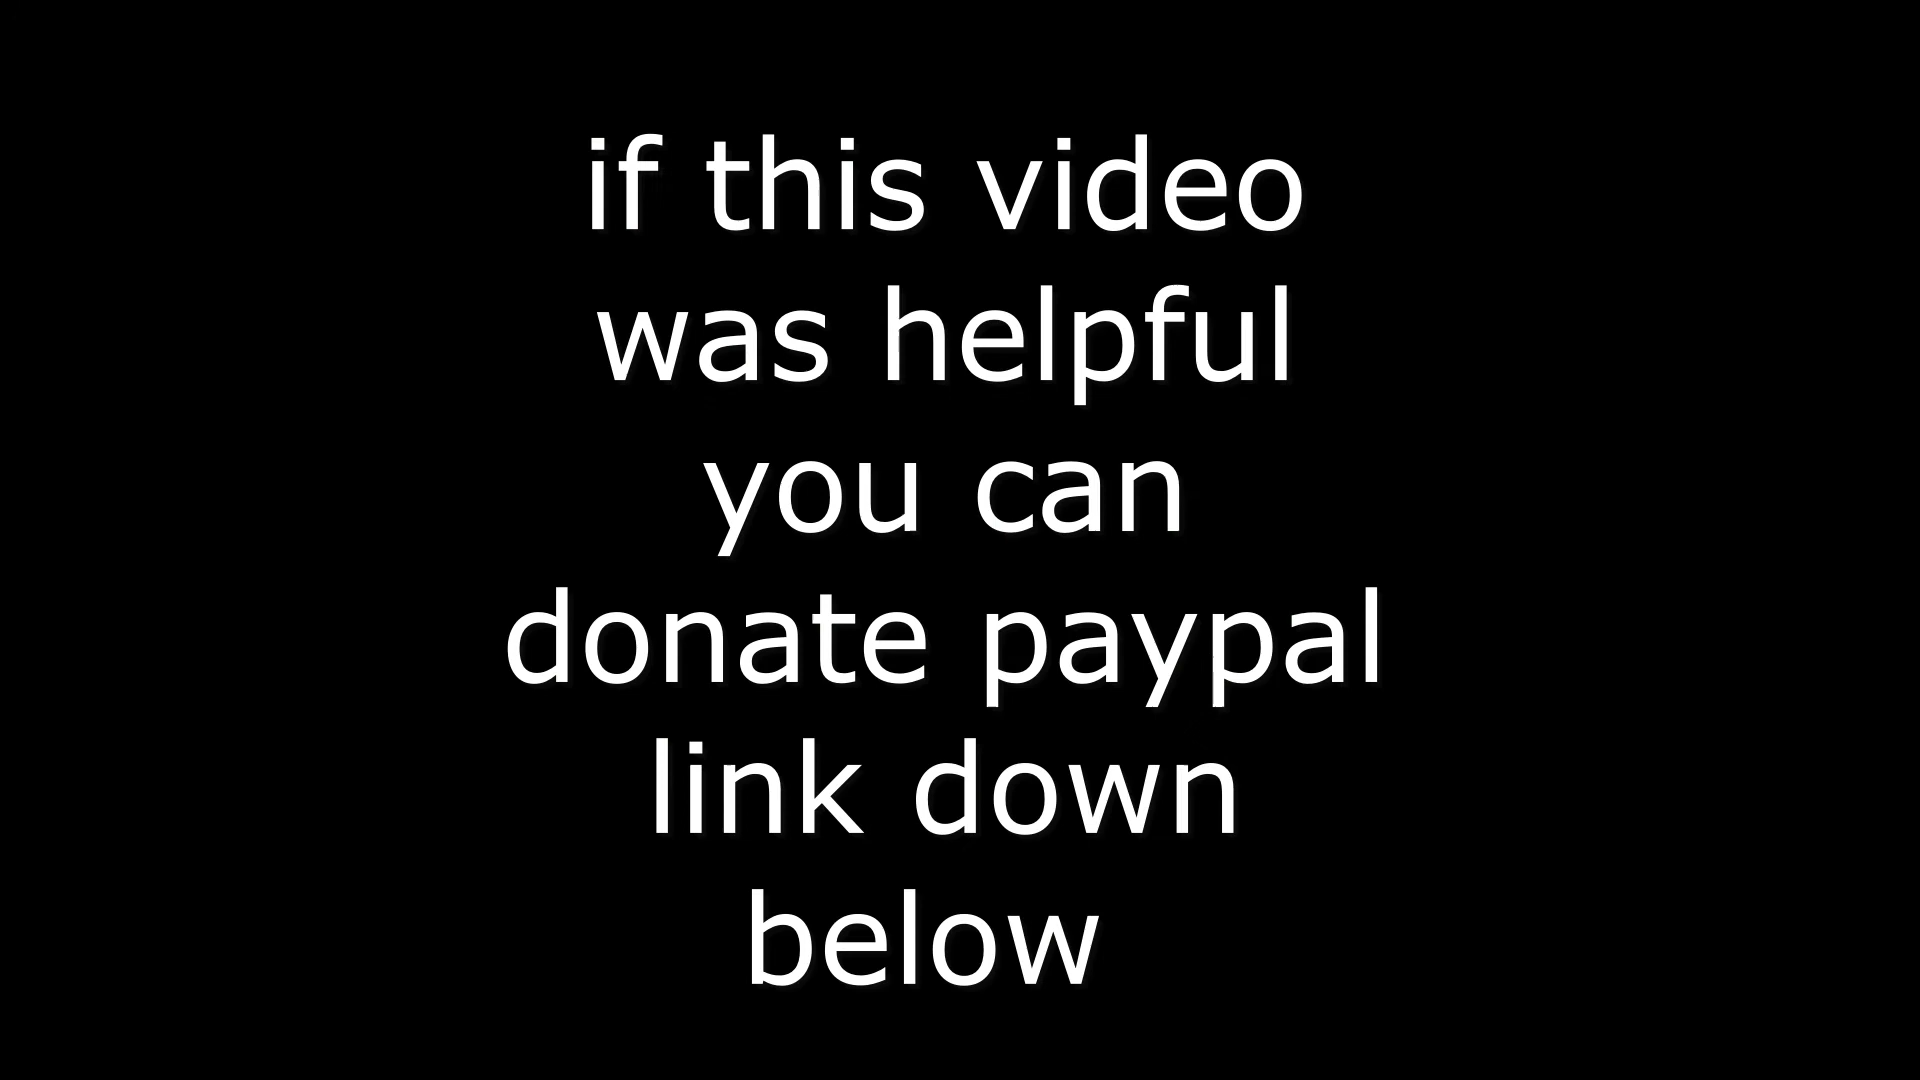 if this video
was helpful
you can
donate paypal
link down
below